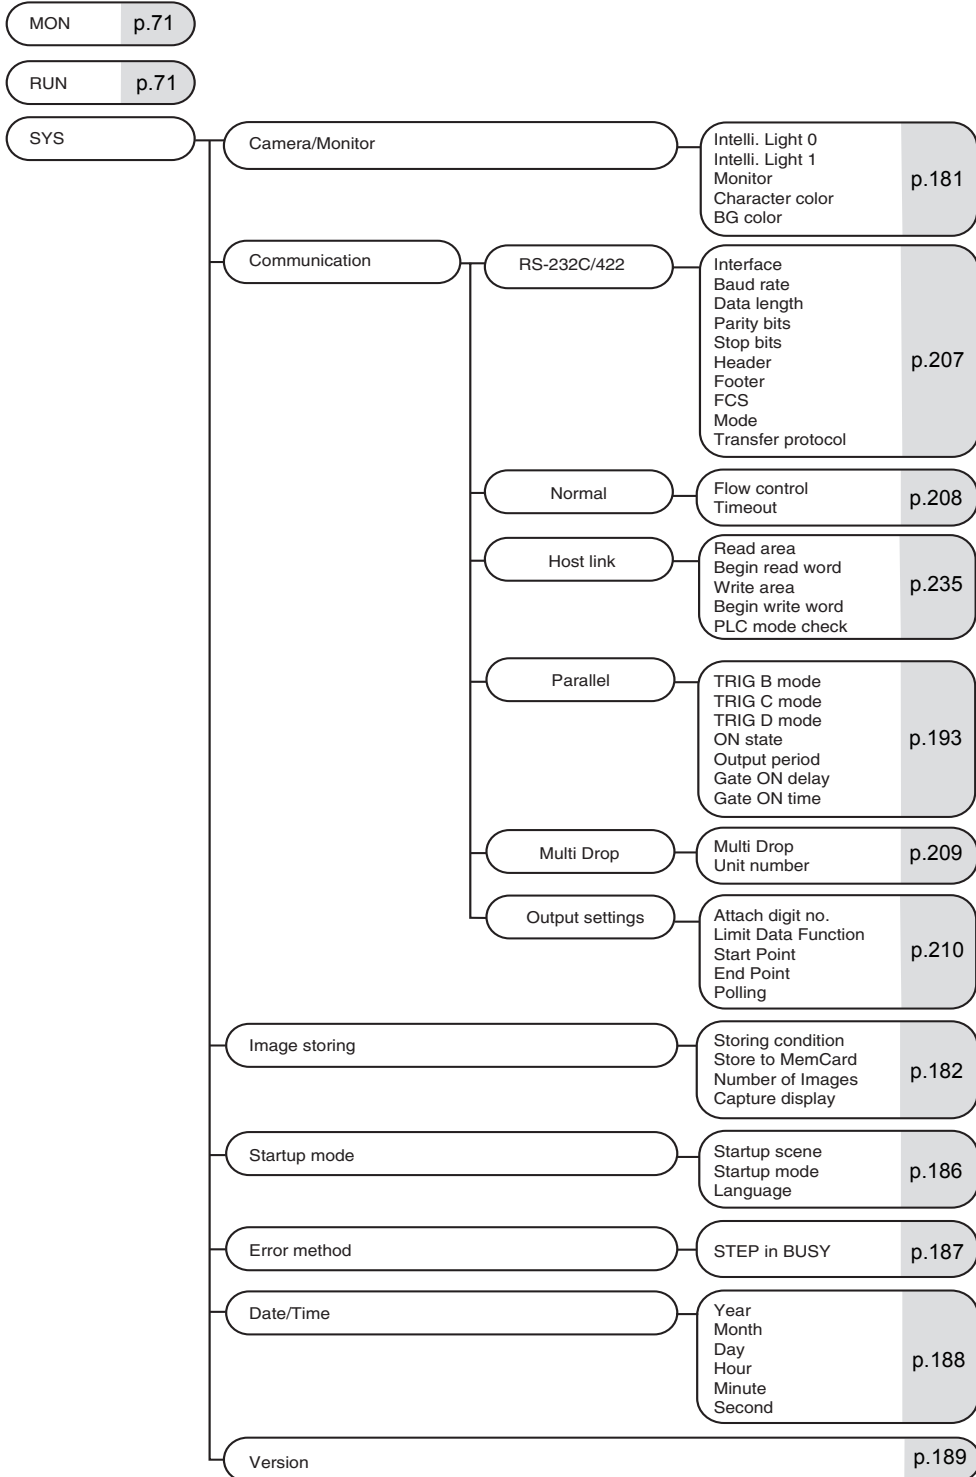 MON p.71
RUN p.71
SYS
Camera/Monitor
Intelli. Light 0
Intelli. Light 1
Monitor
Character color
BG color
p.181
Communication
RS-232C/422
Interface
Baud rate
Data length
Parity bits
Stop bits
Header
Footer
FCS
Mode
Transfer protocol
p.207
Normal
Flow control
Timeout
p.208
Host link
Read area
Begin read word
Write area
Begin write word
PLC mode check
p.235
Parallel
TRIG B mode
TRIG C mode
TRIG D mode
ON state
Output period
Gate ON delay
Gate ON time
p.193
Multi Drop
Multi Drop
Unit number
p.209
Output settings
Attach digit no.
Limit Data Function
Start Point
End Point
Polling
p.210
Image storing
Storing condition
Store to MemCard
Number of Images
Capture display
p.182
Startup mode
Startup scene
Startup mode
Language
p.186
Error method
STEP in BUSY
p.187
Date/Time
Year
Month
Day
Hour
Minute
Second
p.188
Version
p.189